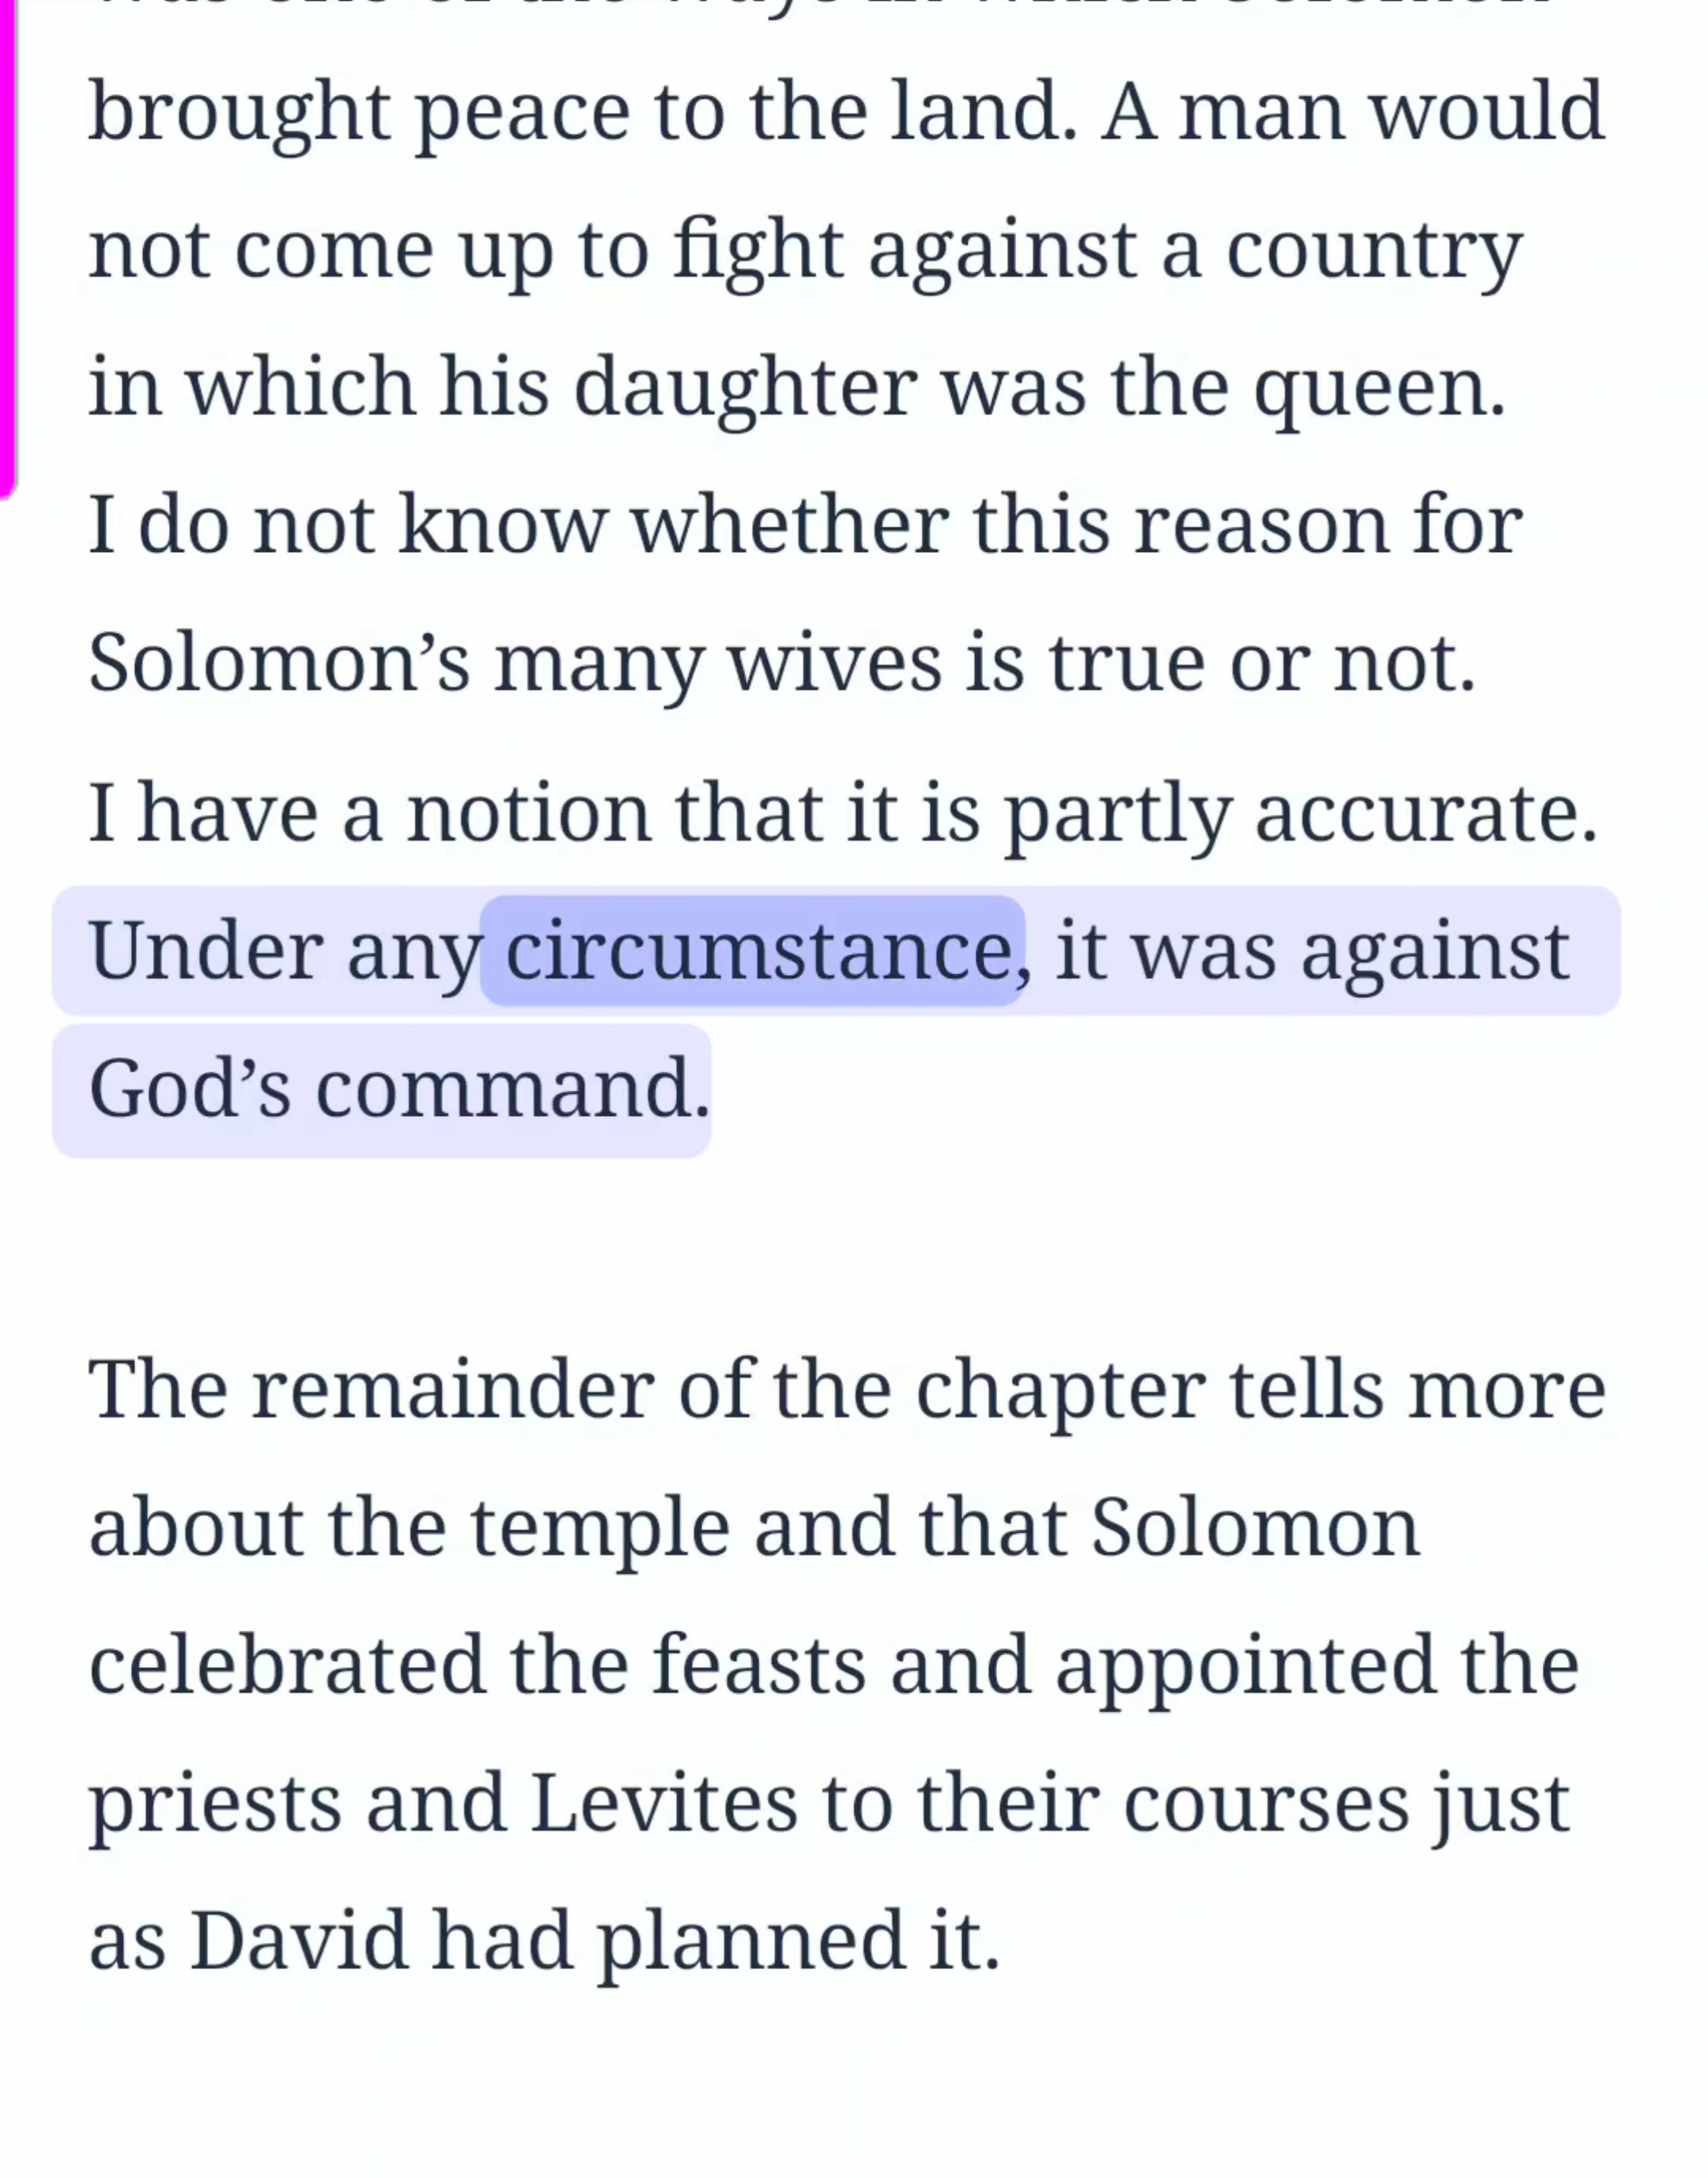 brought peace to the land. A man would
not come up to fight against a country
in which his daughter was the queen.
I do not know whether this reason for
Solomon’s many wives is true or not.
I have a notion that it is partly accurate.
Under any circumstance, it was against
God’s command.
The remainder of the chapter tells more
about the temple and that Solomon
celebrated the feasts and appointed the
priests and Levites to their courses just
as David had planned it.